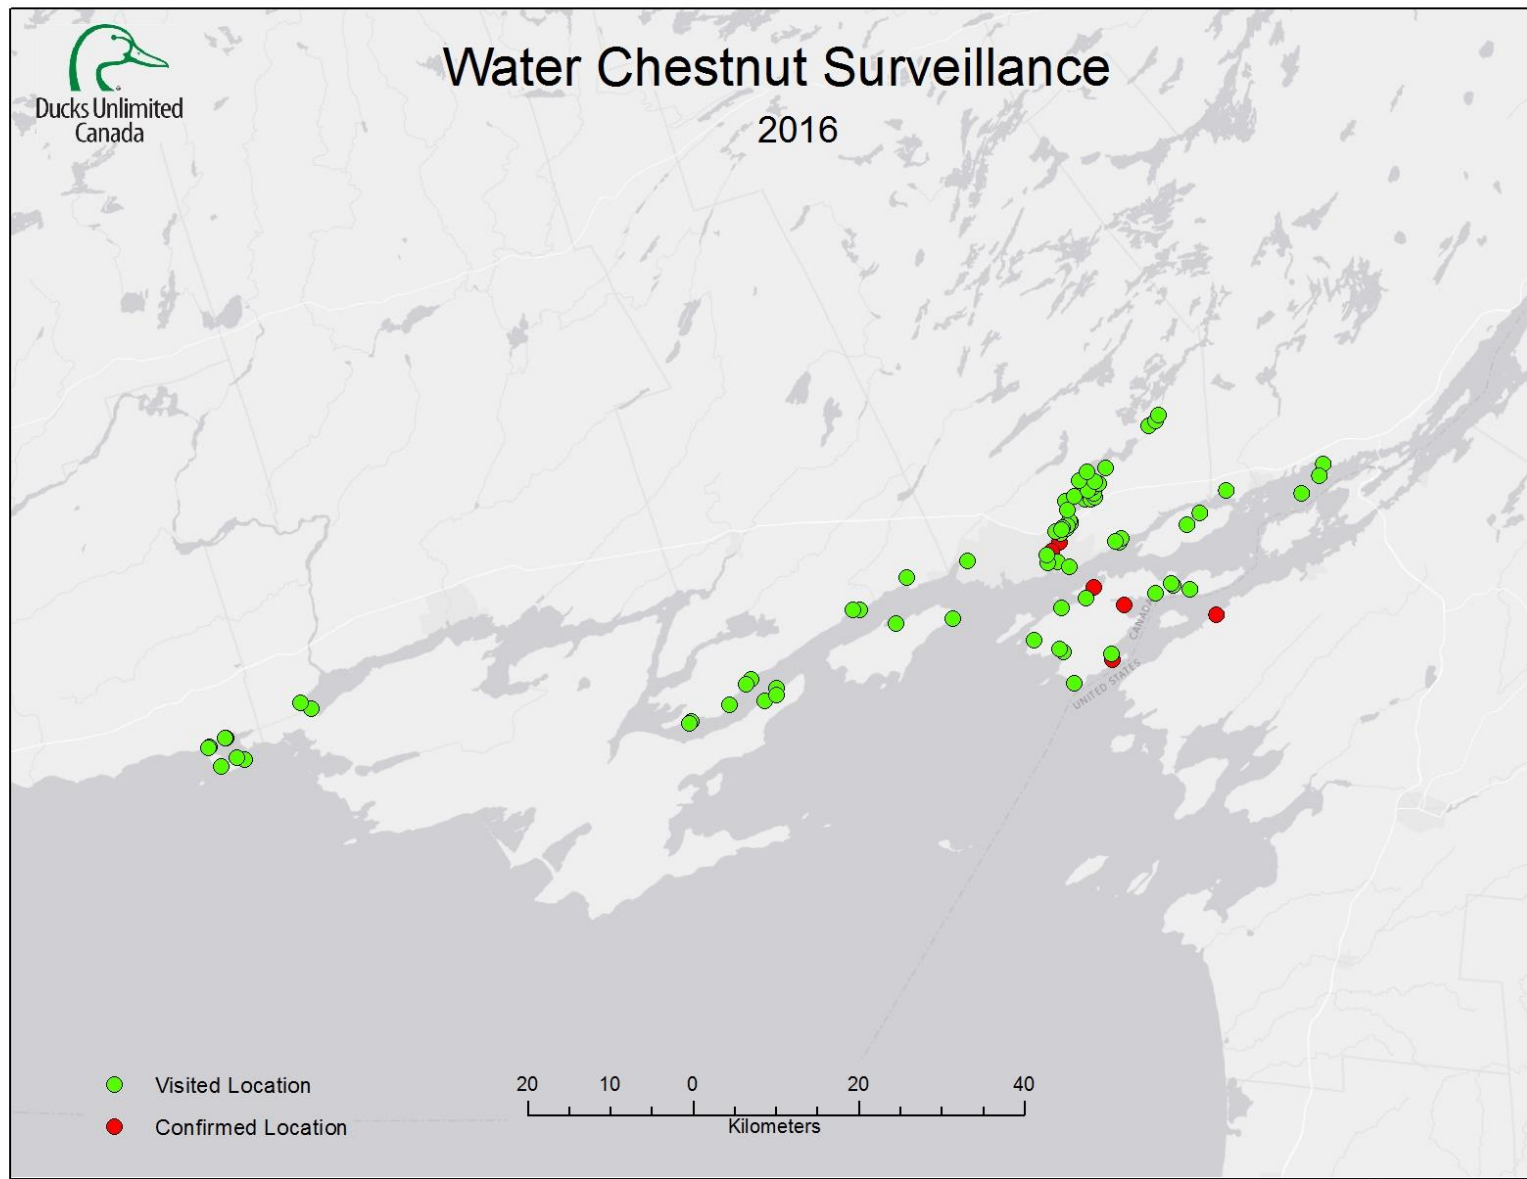 Ducks Unlimited
Canada
Water Chestnut Surveillance
2016
CANADA
UNITED STATES
Visited Location
Confirmed Location
20 10 0 20 40
Kilometers